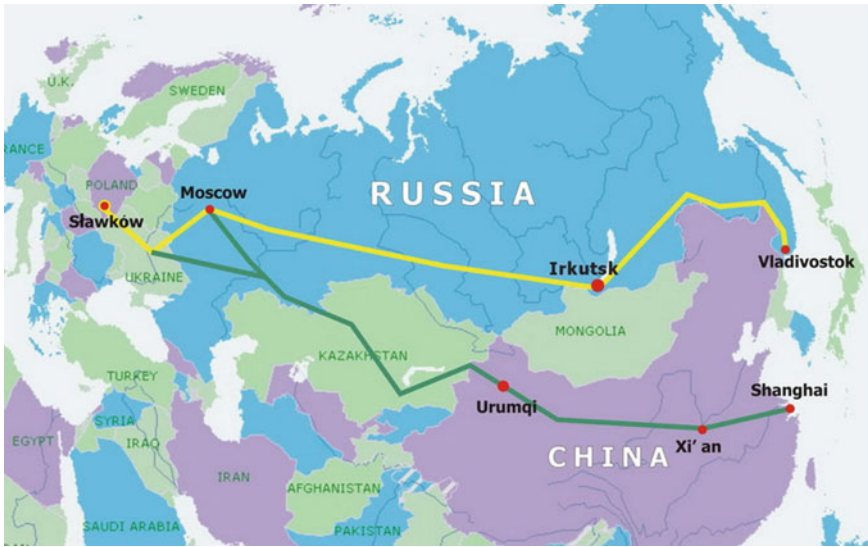 U.K.
SWEDEN
RANCE
POLAND
Moscow
RUSSIA
Sławków
UKRAINE
Irkutsk
Vladivostok
MONGOLIA
KAZAKHSTAN
TURKEY
Urumqi
Shanghai
SYRIA
EGYPT
IRAQ
Xi’ an
IRAN
CHINA
AFGHANISTAN
SAUDI ARABIA
PAKISTAN